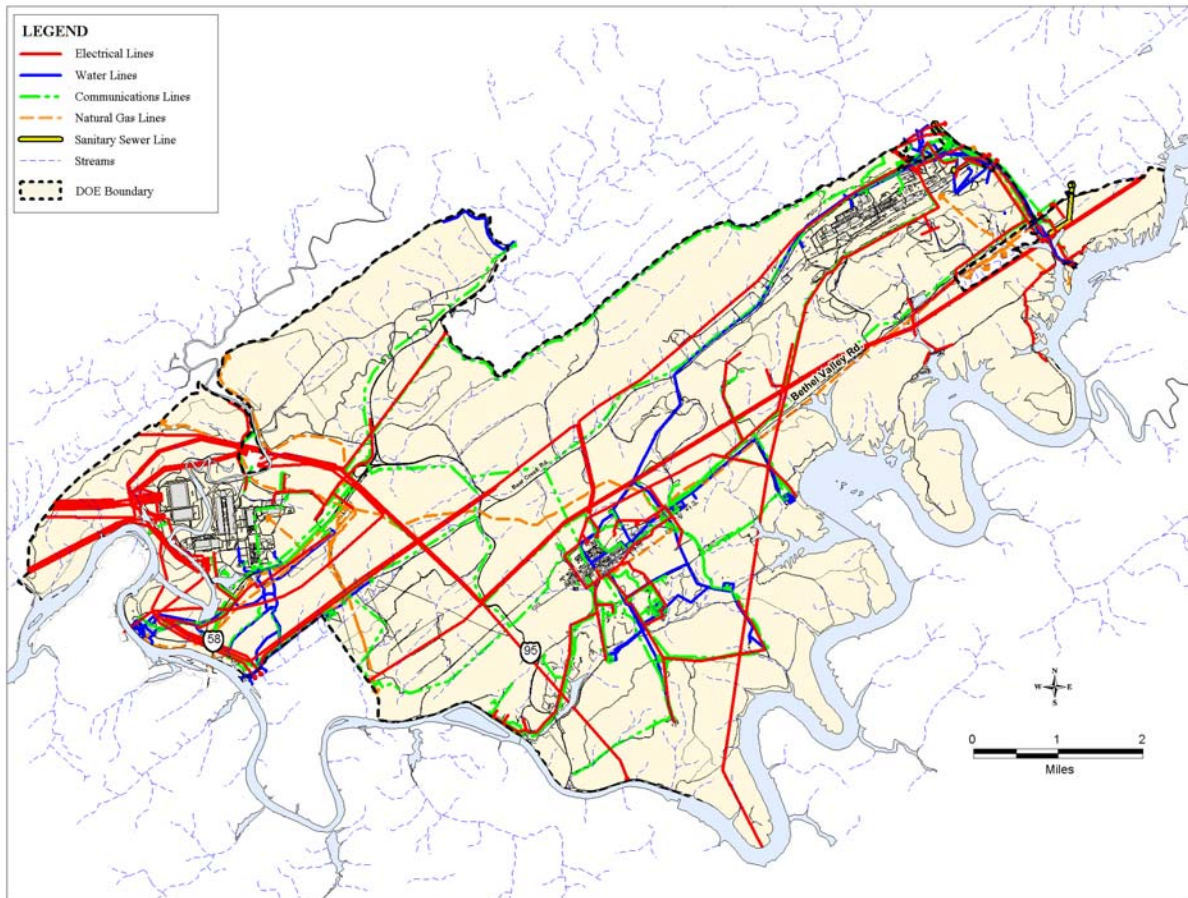 LEGEND
Electrical Lines
Water Lines
Communications Lines
Natural Gas Lines
Sanitary Sewer Line
Streams
DOE Boundary
Bethel Valley Rd.
Bear Creek Rd.
58
95
N
W E
S
0 1 2
Miles